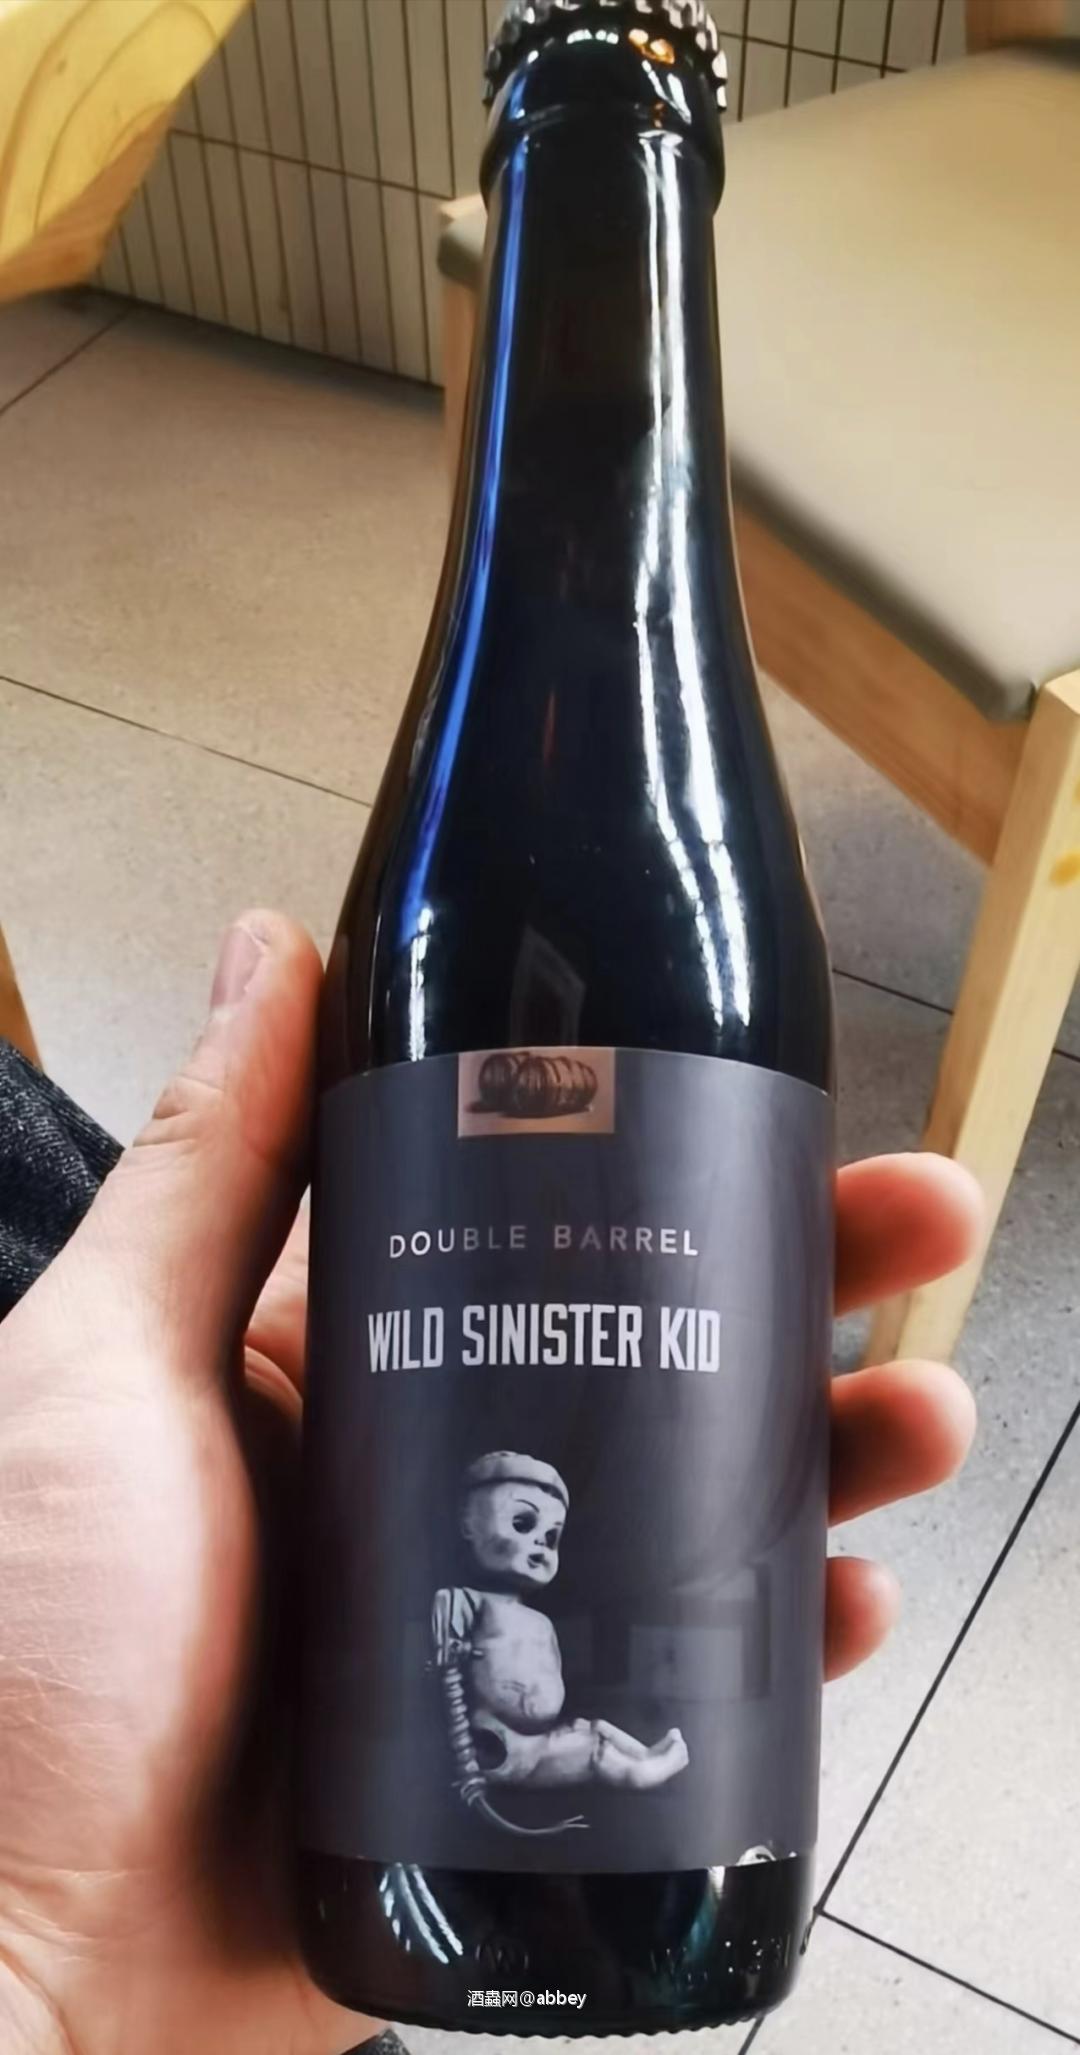 DOUBLE BARREL
WILD SINISTER KID
酒蟲网@abbey